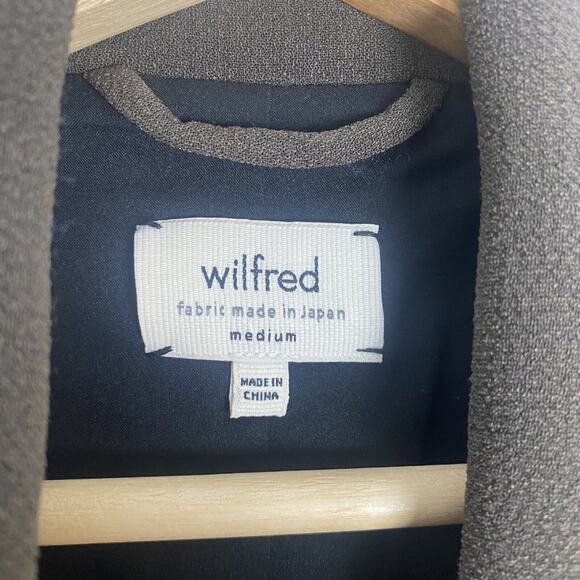 wilfred
fabric made in Japan
medium
MADE IN
CHINA